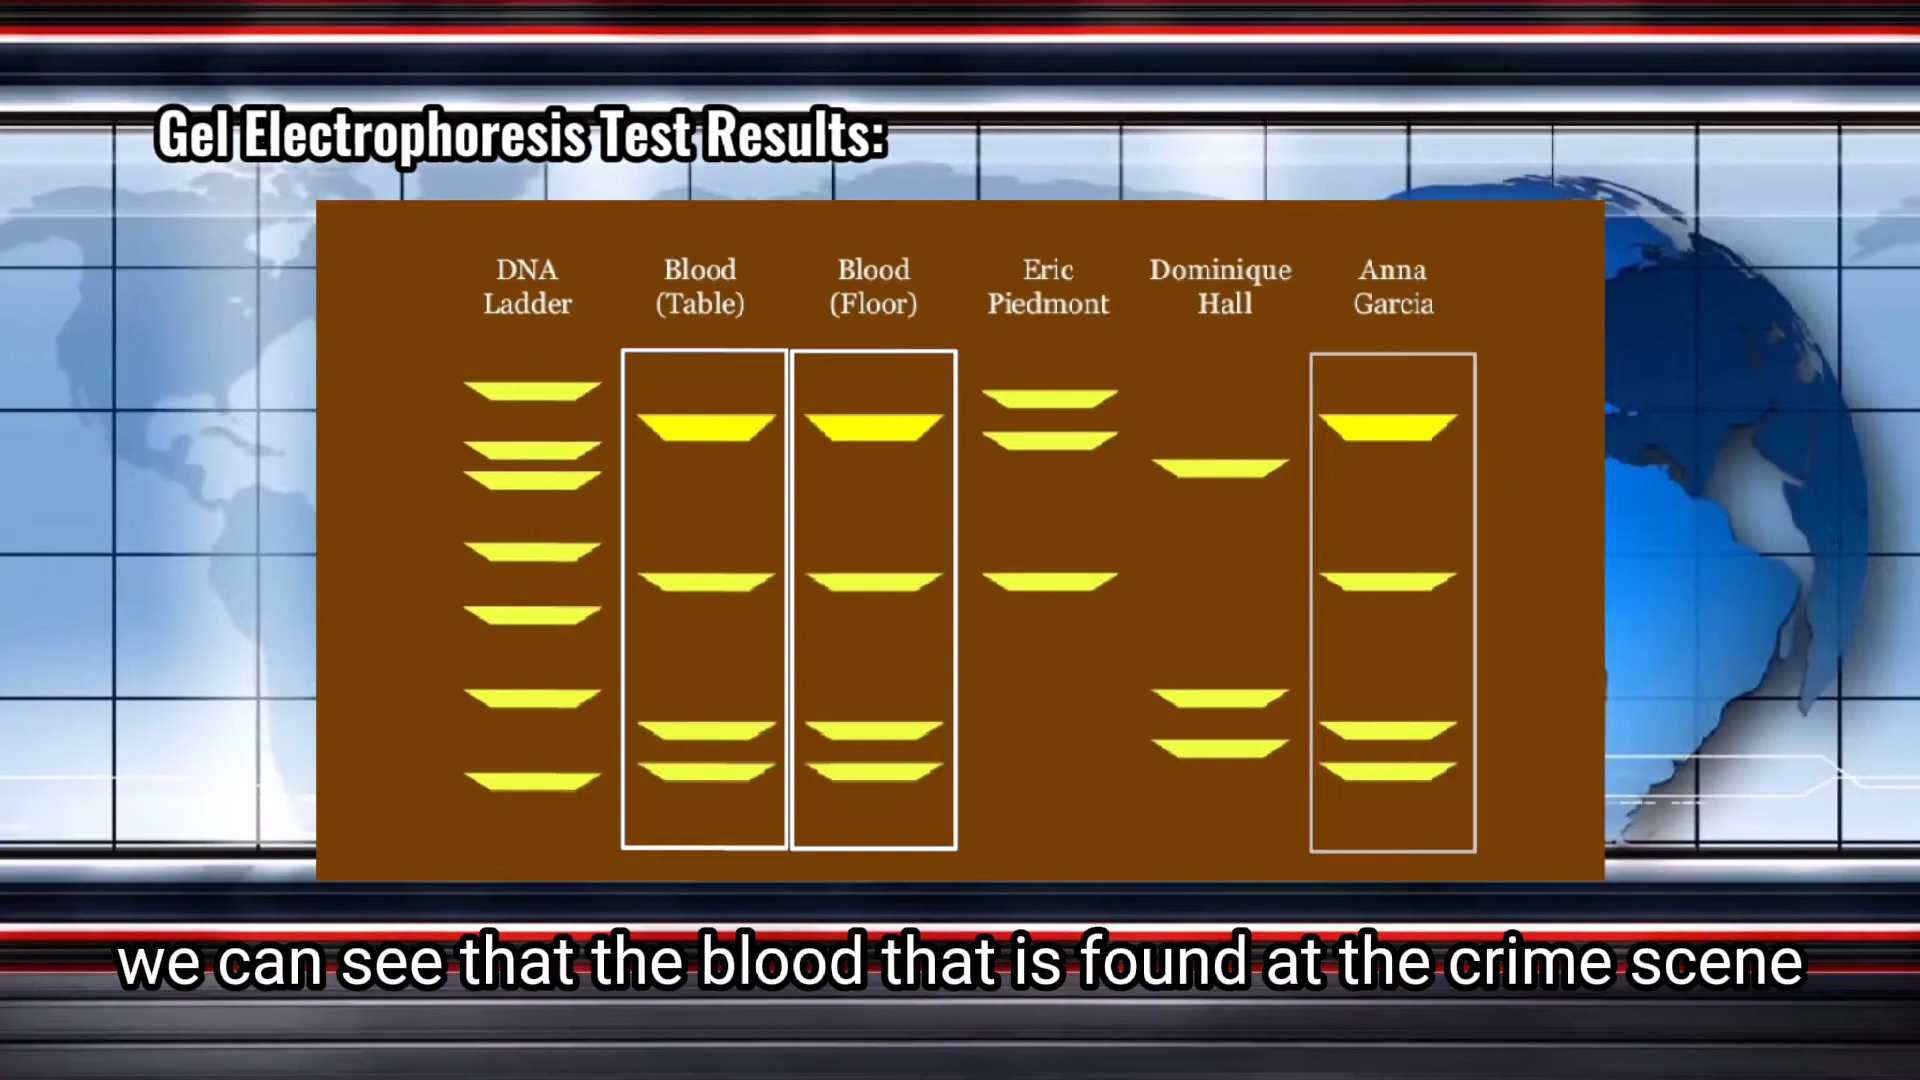 Gel Electrophoresis Test Results:
DNA Ladder
Blood (Table)
Blood (Floor)
Eric Piedmont
Dominique Hall
Anna Garcia
we can see that the blood that is found at the crime scene